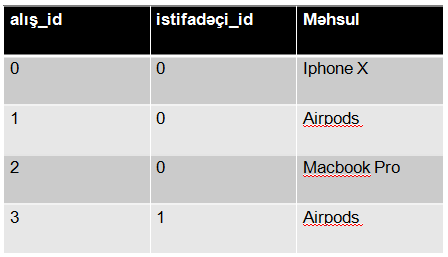 alış_id istifadəçi_id Məhsul
0 0 Iphone X
1 0 Airpods
2 0 Macbook Pro
3 1 Airpods